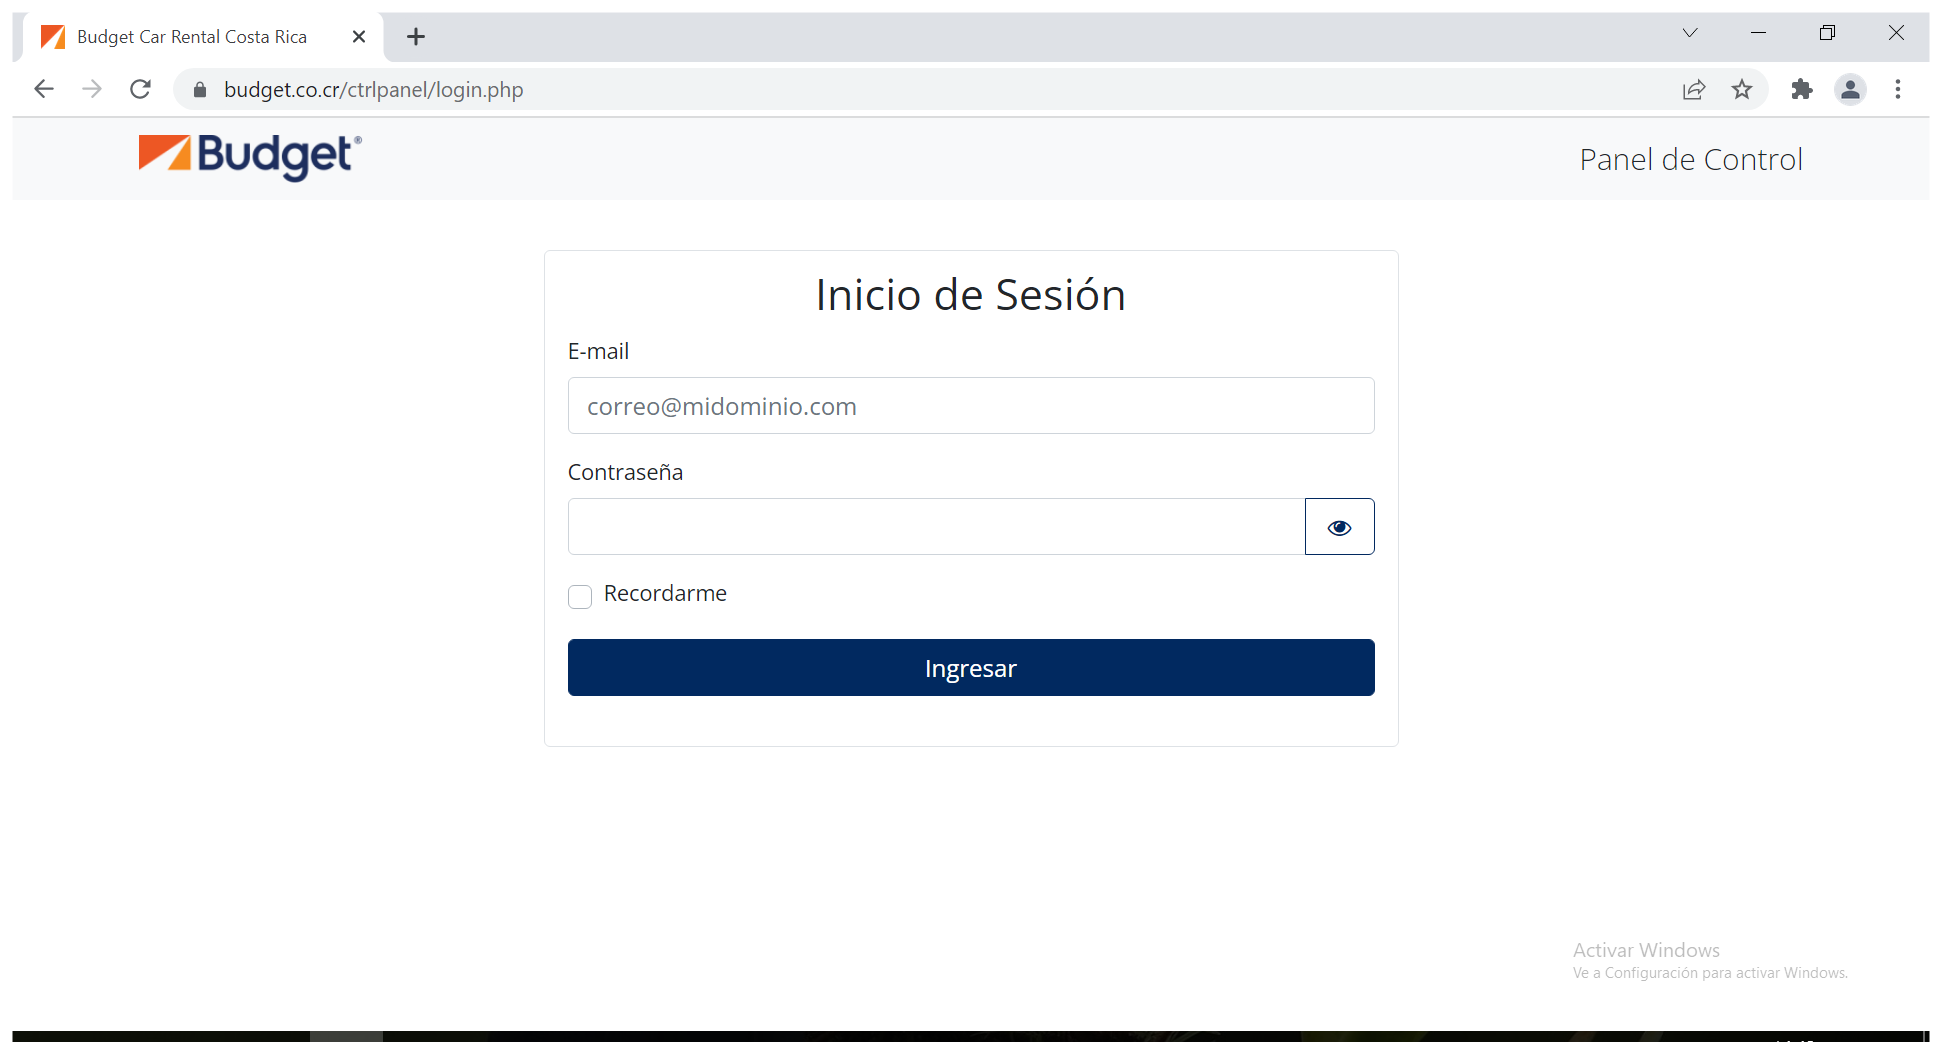 Budget Car Rental Costa Rica
budget.co.cr/ctrlpanel/login.php
Budget®
Panel de Control
Inicio de Sesión
E-mail
correo@midominio.com
Contraseña
Recordarme
Ingresar
Activar Windows
Ve a Configuración para activar Windows.